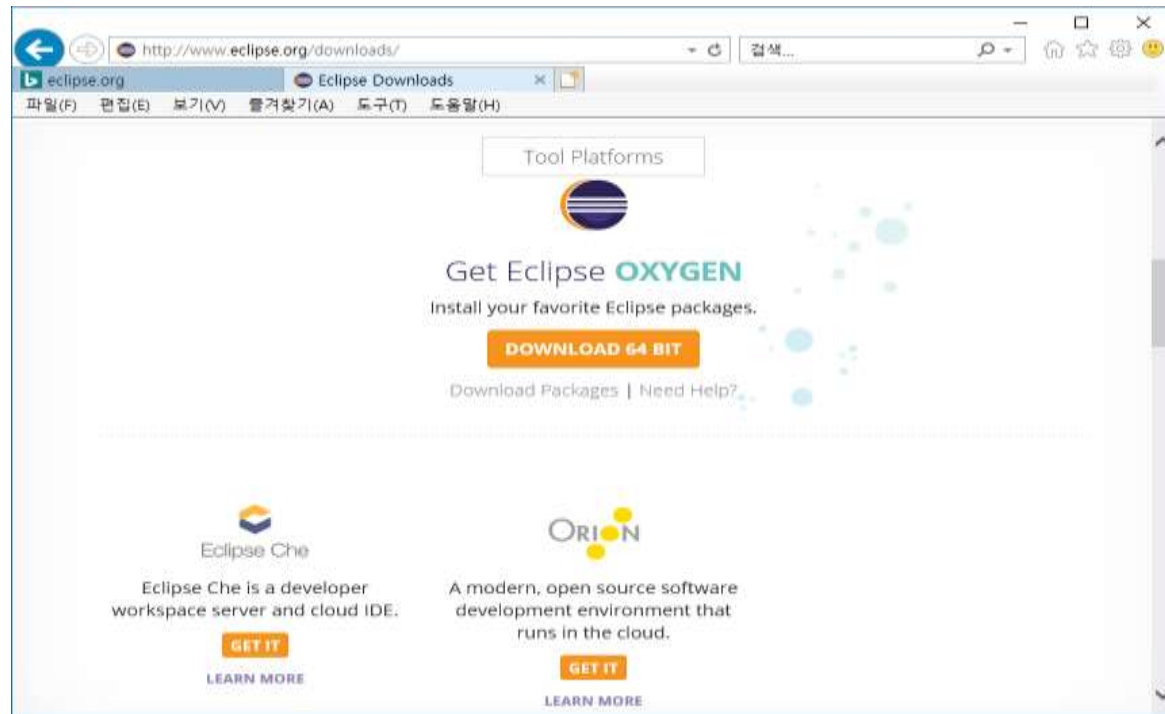 http://www.eclipse.org/downloads/
검색...
eclipse.org
Eclipse Downloads
파일(F) 편집(E) 보기(V) 즐겨찾기(A) 도구(T) 도움말(H)
Tool Platforms
Get Eclipse OXYGEN
Install your favorite Eclipse packages.
DOWNLOAD 64 BIT
Download Packages | Need Help?
Eclipse Che
Eclipse Che is a developer
workspace server and cloud IDE.
GET IT
LEARN MORE
ORION
A modern, open source software
development environment that
runs in the cloud.
GET IT
LEARN MORE